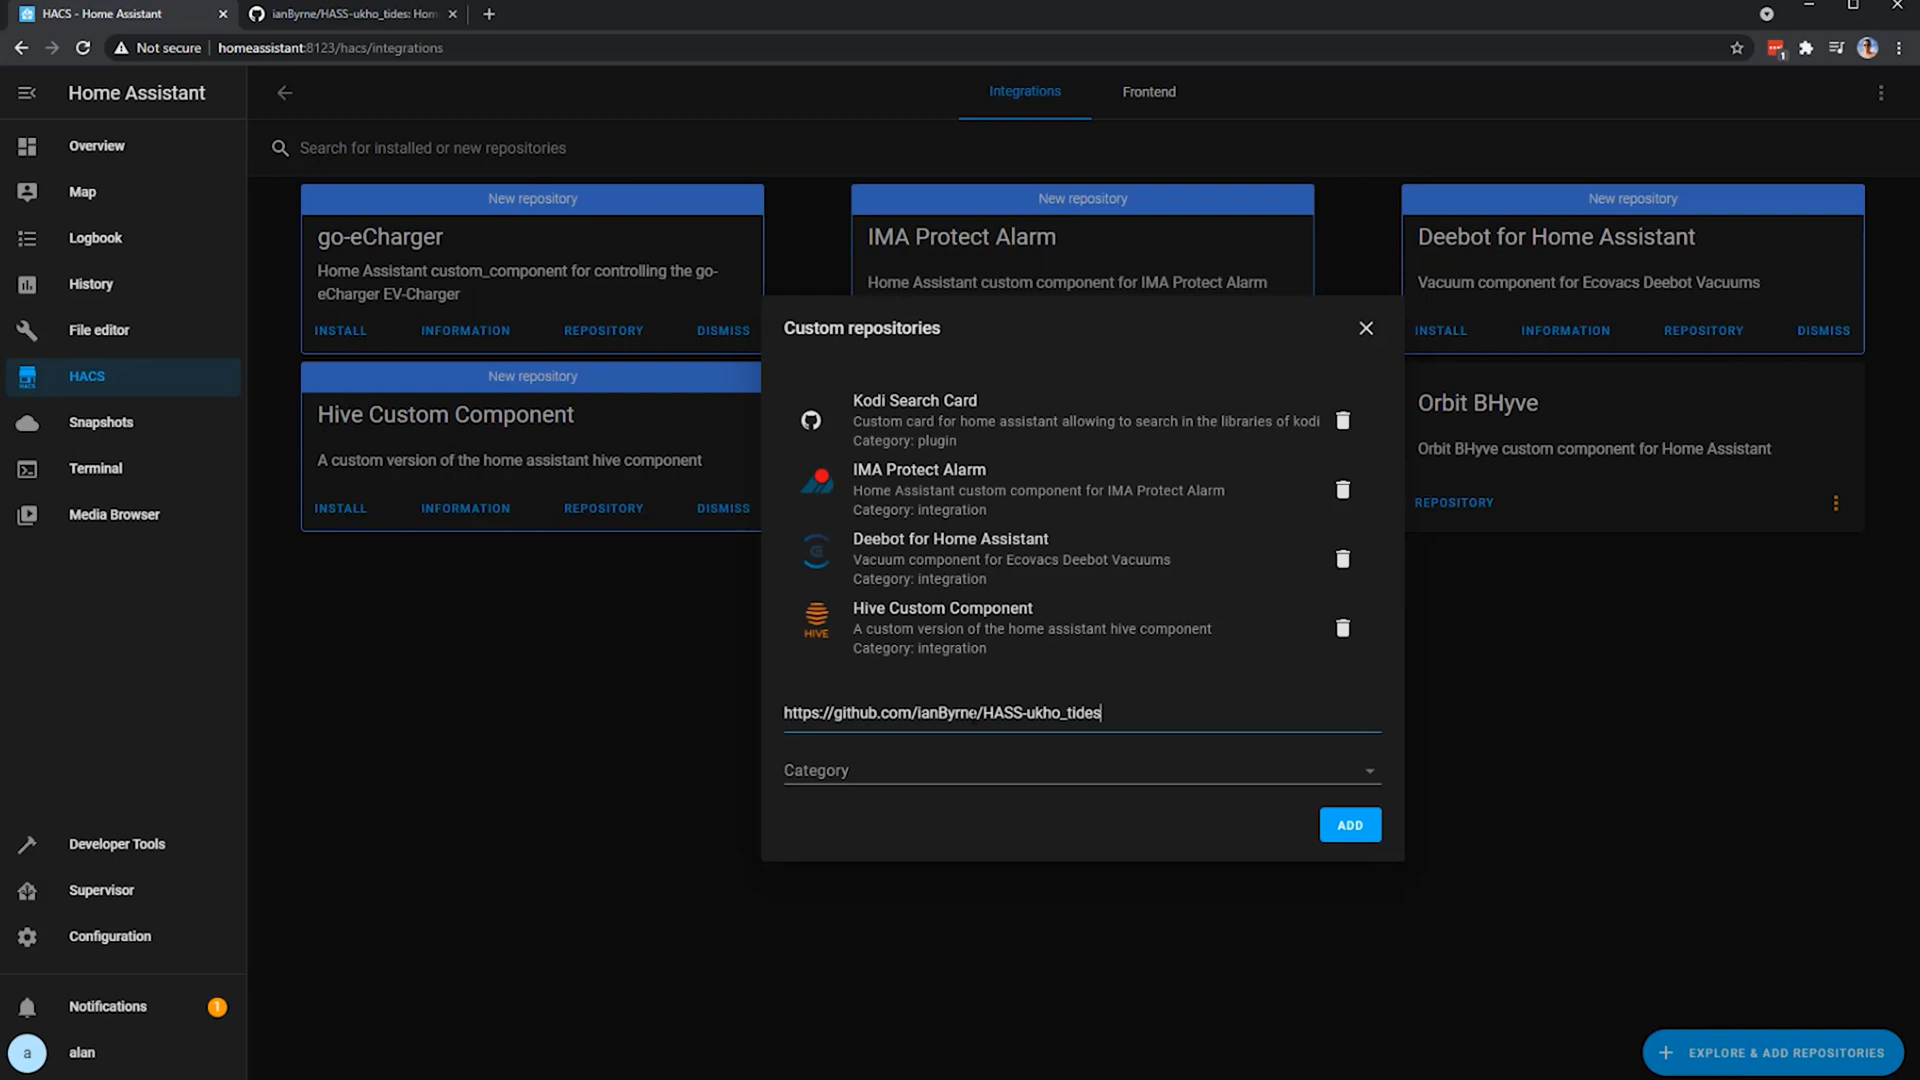 HACS - Home Assistant
ianByrne/HASS-ukho_tides: Hom
Not secure
homeassistant:8123/hacs/integrations
1
Home Assistant
Integrations
Frontend
Search for installed or new repositories
Overview
Map
Logbook
History
File editor
HACS
HACS
Snapshots
Terminal
Media Browser
Developer Tools
Supervisor
Configuration
Notifications
1
a
alan
New repository
go-eCharger
Home Assistant custom_component for controlling the go-
eCharger EV-Charger
INSTALL INFORMATION REPOSITORY DISMISS
New repository
IMA Protect Alarm
Home Assistant custom component for IMA Protect Alarm
New repository
Deebot for Home Assistant
Vacuum component for Ecovacs Deebot Vacuums
INSTALL INFORMATION REPOSITORY DISMISS
New repository
Hive Custom Component
A custom version of the home assistant hive component
INSTALL INFORMATION REPOSITORY DISMISS
Orbit BHyve
Orbit BHyve custom component for Home Assistant
REPOSITORY
Custom repositories
Kodi Search Card
Custom card for home assistant allowing to search in the libraries of kodi
Category: plugin
IMA Protect Alarm
Home Assistant custom component for IMA Protect Alarm
Category: integration
Deebot for Home Assistant
Vacuum component for Ecovacs Deebot Vacuums
Category: integration
HIVE
Hive Custom Component
A custom version of the home assistant hive component
Category: integration
https://github.com/ianByrne/HASS-ukho_tides
Category
ADD
EXPLORE & ADD REPOSITORIES